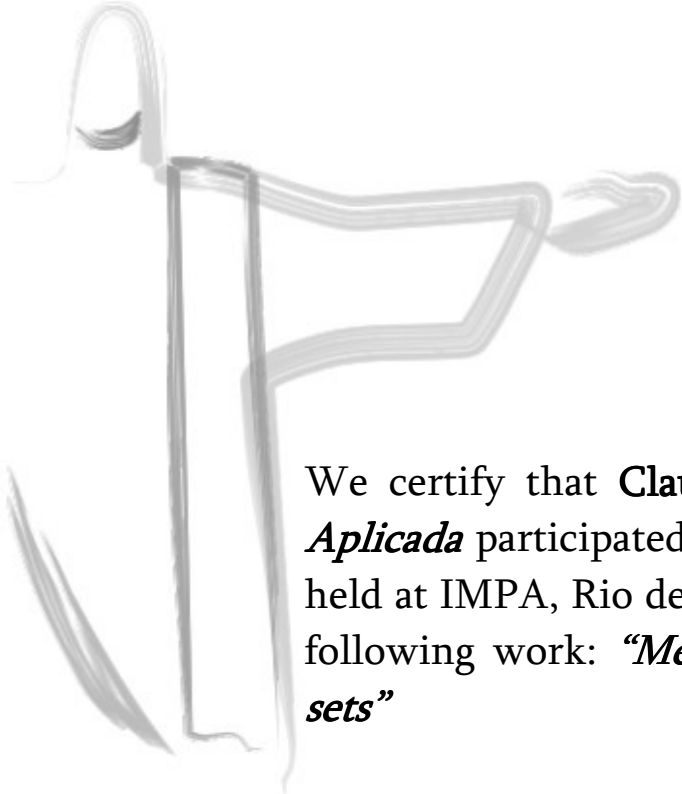 We certify that Clau
Aplicada participated
held at IMPA, Rio de
following work: “Me
sets”